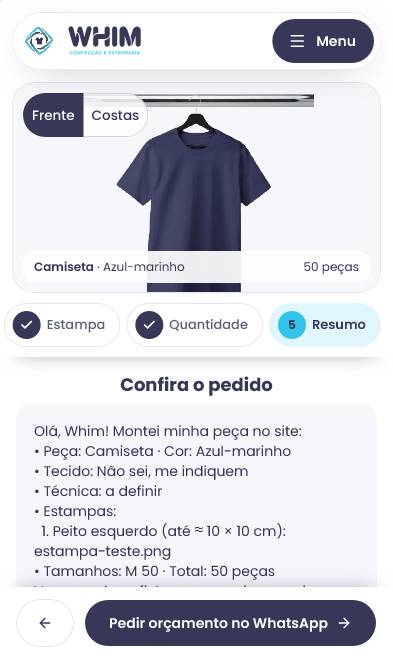 WHIM
CONFECÇÃO E ESTAMPARIA
Menu
Frente
Costas
Camiseta · Azul-marinho
50 peças
Estampa
Quantidade
5 Resumo
Confira o pedido
Olá, Whim! Montei minha peça no site:
• Peça: Camiseta · Cor: Azul-marinho
• Tecido: Não sei, me indiquem
• Técnica: a definir
• Estampas:
1. Peito esquerdo (até ≈ 10 × 10 cm):
estampa-teste.png
• Tamanhos: M 50 · Total: 50 peças
Pedir orçamento no WhatsApp